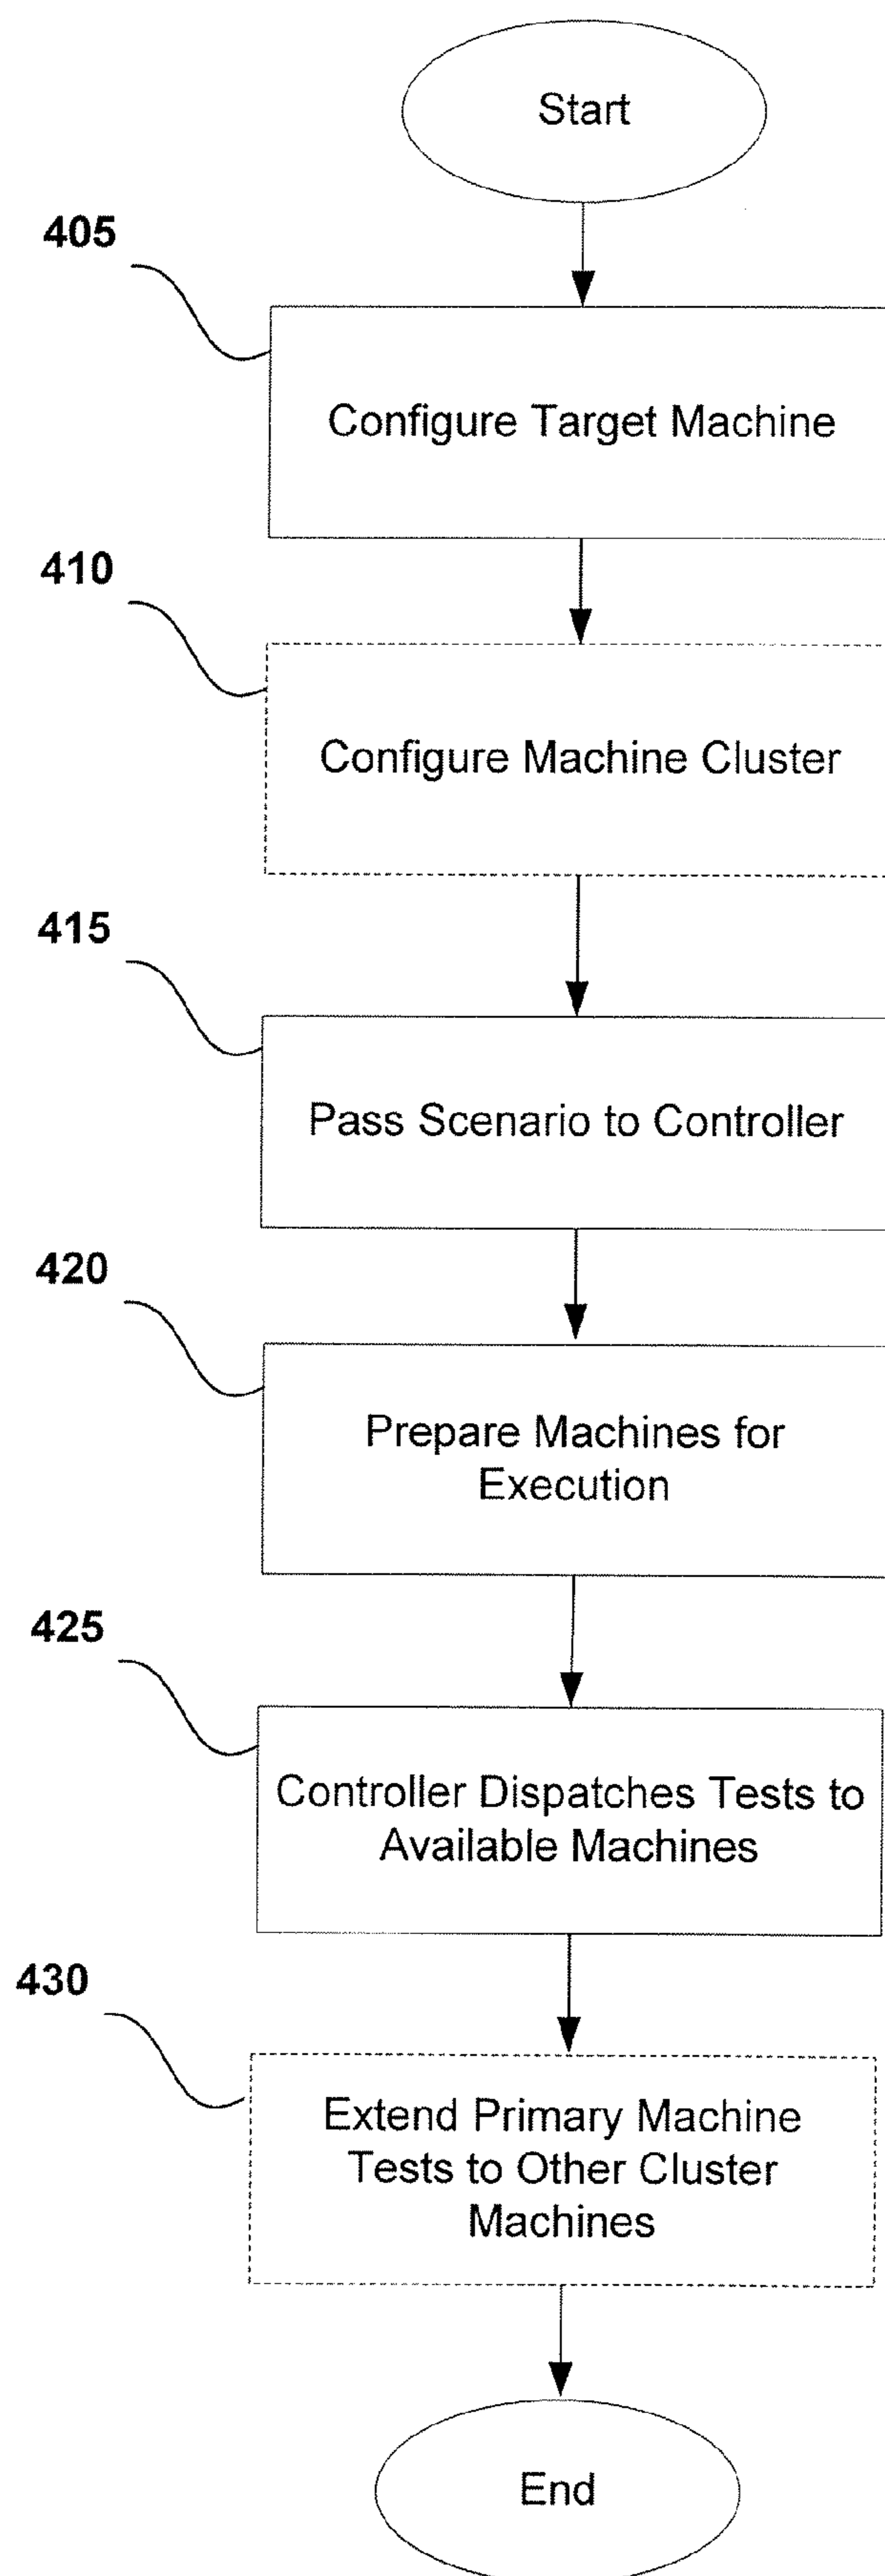 Start
405
Configure Target Machine
410
Configure Machine Cluster
415
Pass Scenario to Controller
420
Prepare Machines for
Execution
425
Controller Dispatches Tests to
Available Machines
430
Extend Primary Machine
Tests to Other Cluster
Machines
End